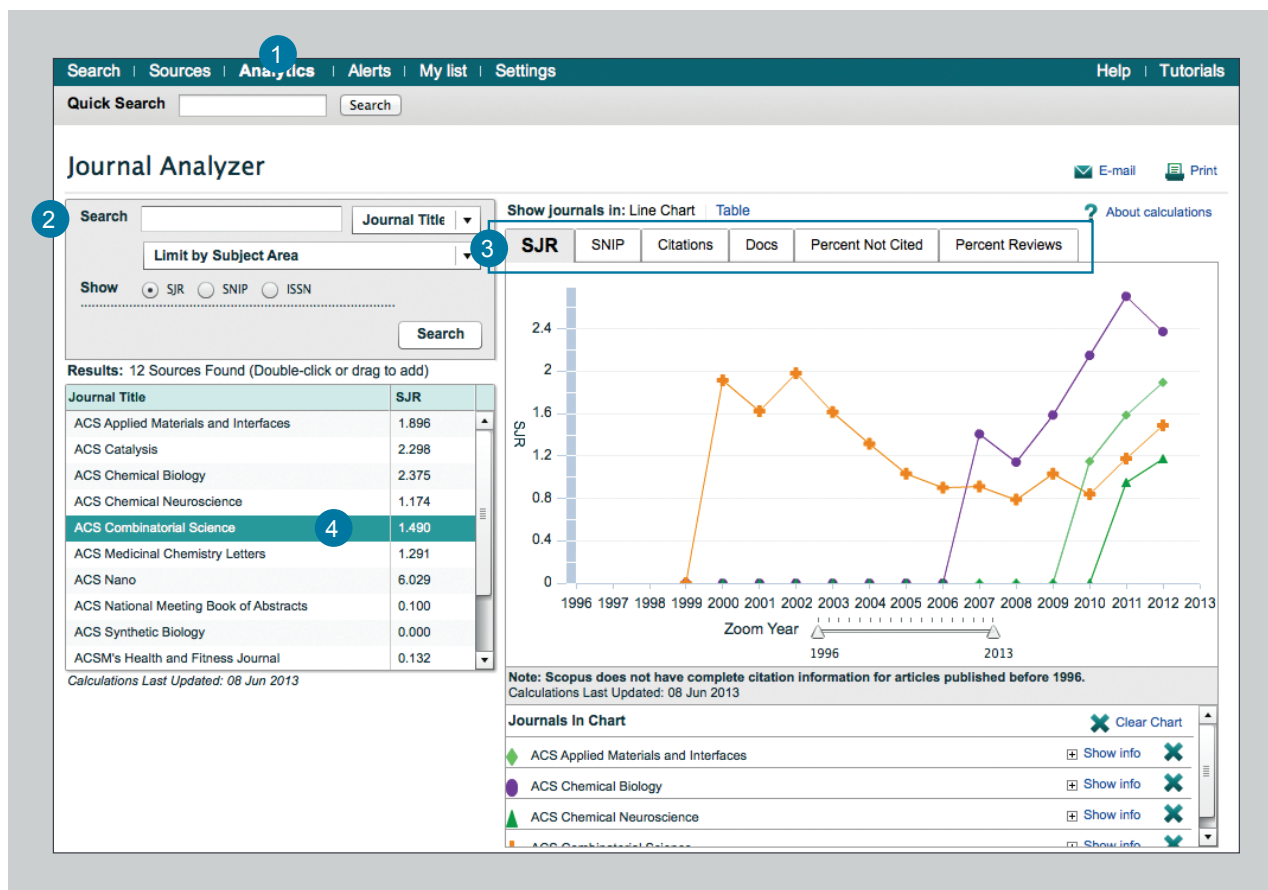 1
Search | Sources | Analytics | Alerts | My list | Settings Help | Tutorials
Quick Search Search
Journal Analyzer
E-mail Print
2
Search Journal Title
Limit by Subject Area
Show SJR SNIP ISSN
Search
Results: 12 Sources Found (Double-click or drag to add)
Journal Title SJR
ACS Applied Materials and Interfaces 1.896
ACS Catalysis 2.298
ACS Chemical Biology 2.375
ACS Chemical Neuroscience 1.174
ACS Combinatorial Science 4 1.490
ACS Medicinal Chemistry Letters 1.291
ACS Nano 6.029
ACS National Meeting Book of Abstracts 0.100
ACS Synthetic Biology 0.000
ACSM's Health and Fitness Journal 0.132
Calculations Last Updated: 08 Jun 2013
Show journals in: Line Chart | Table
? About calculations
3
SJR SNIP Citations Docs Percent Not Cited Percent Reviews
2.4
2
1.6
1.2
0.8
0.4
0
SJR
1996 1997 1998 1999 2000 2001 2002 2003 2004 2005 2006 2007 2008 2009 2010 2011 2012 2013
Zoom Year
1996 2013
Note: Scopus does not have complete citation information for articles published before 1996.
Calculations Last Updated: 08 Jun 2013
Journals In Chart Clear Chart
ACS Applied Materials and Interfaces Show info
ACS Chemical Biology Show info
ACS Chemical Neuroscience Show info
ACS Combinatorial Science Show info